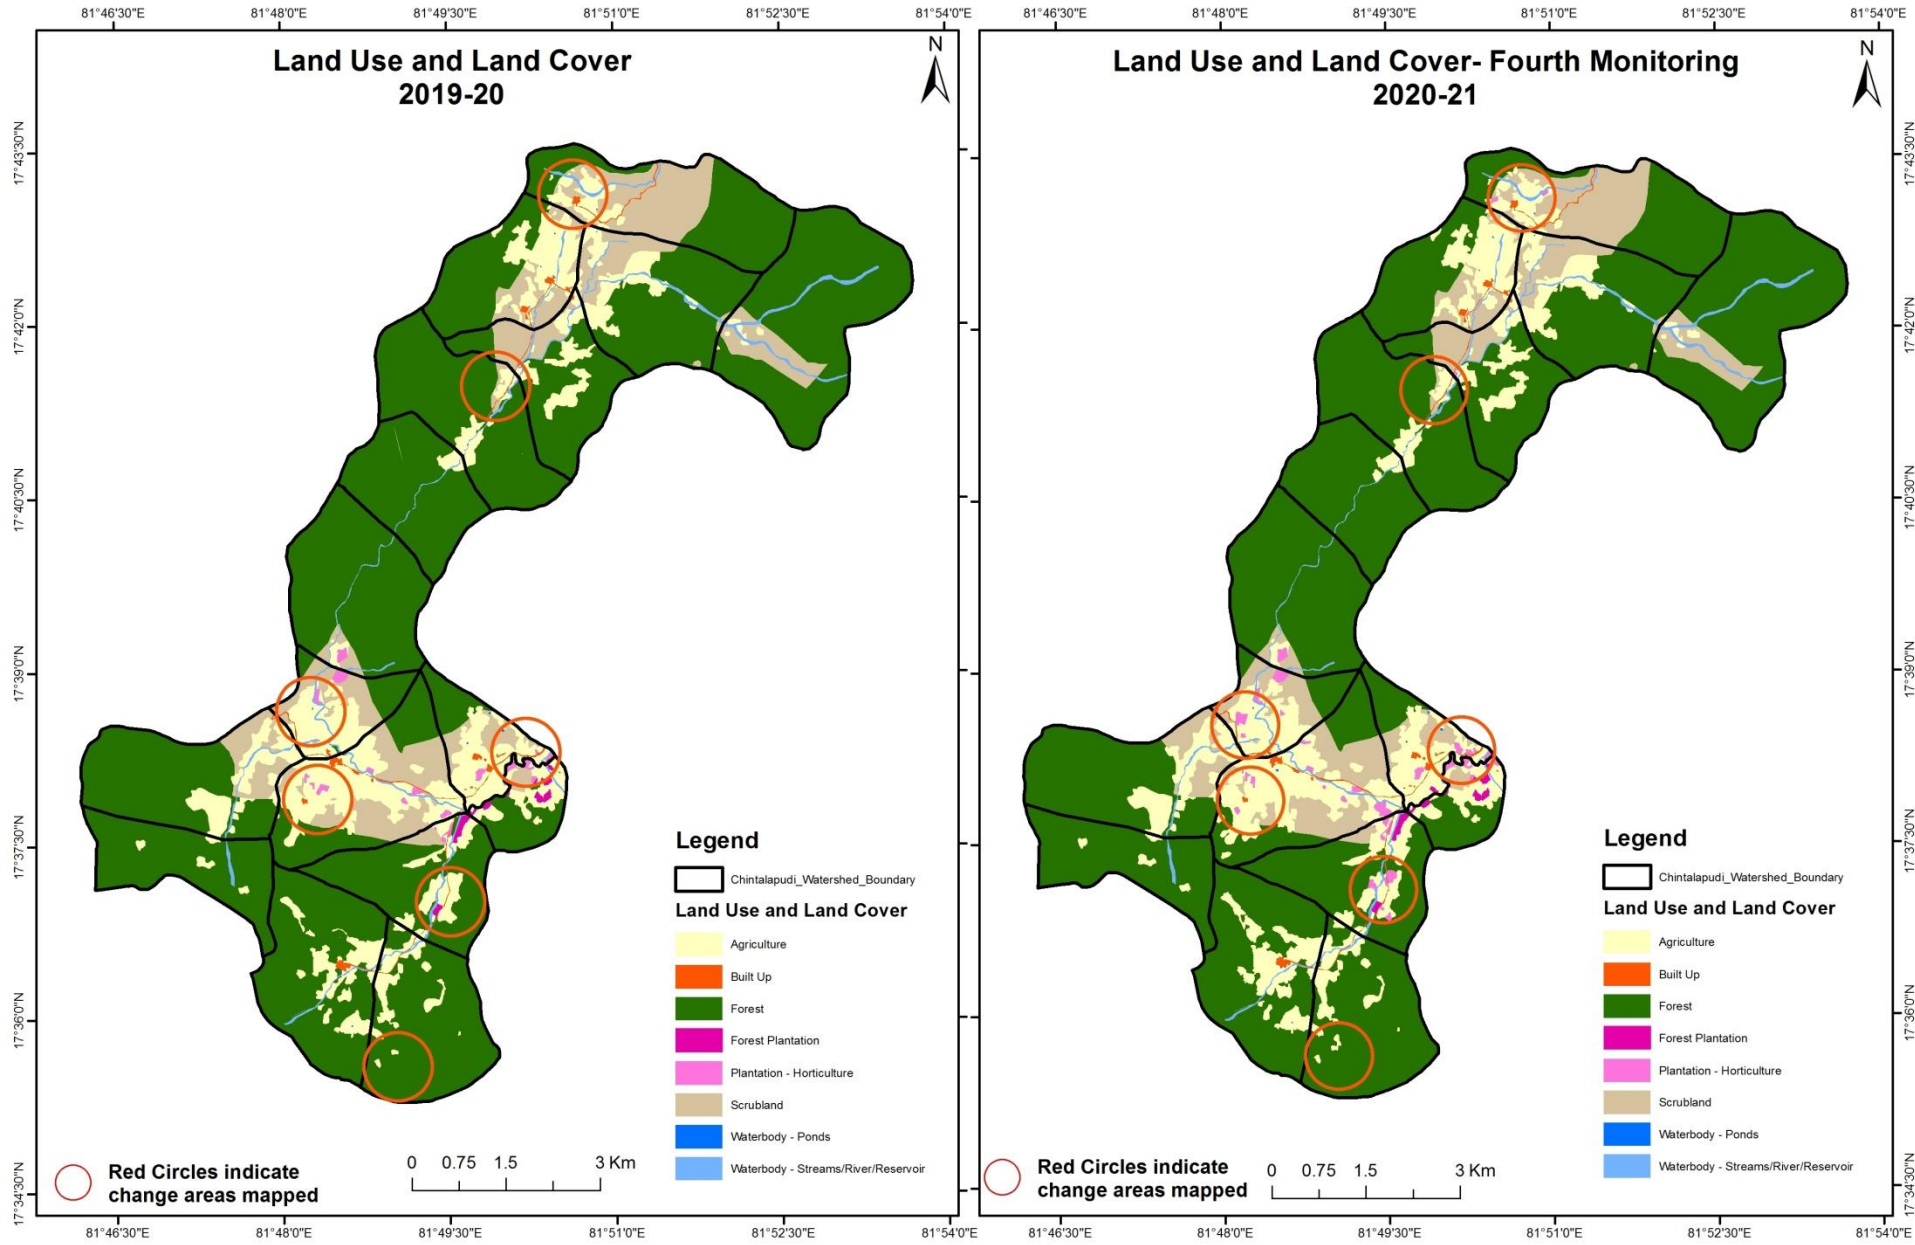 81°46'30"E 81°48'0"E 81°49'30"E 81°51'0"E 81°52'30"E 81°54'0"E
Land Use and Land Cover
2019-20
N
17°43'30"N
17°42'0"N
17°40'30"N
17°39'0"N
17°37'30"N
17°36'0"N
17°34'30"N
Legend
Chintalapudi_Watershed_Boundary
Land Use and Land Cover
Agriculture
Built Up
Forest
Forest Plantation
Plantation - Horticulture
Scrubland
Waterbody - Ponds
Waterbody - Streams/River/Reservoir
Red Circles indicate
change areas mapped
0 0.75 1.5 3 Km
81°46'30"E 81°48'0"E 81°49'30"E 81°51'0"E 81°52'30"E 81°54'0"E
81°46'30"E 81°48'0"E 81°49'30"E 81°51'0"E 81°52'30"E 81°54'0"E
Land Use and Land Cover- Fourth Monitoring
2020-21
N
17°43'30"N
17°42'0"N
17°40'30"N
17°39'0"N
17°37'30"N
17°36'0"N
17°34'30"N
Legend
Chintalapudi_Watershed_Boundary
Land Use and Land Cover
Agriculture
Built Up
Forest
Forest Plantation
Plantation - Horticulture
Scrubland
Waterbody - Ponds
Waterbody - Streams/River/Reservoir
Red Circles indicate
change areas mapped
0 0.75 1.5 3 Km
81°46'30"E 81°48'0"E 81°49'30"E 81°51'0"E 81°52'30"E 81°54'0"E